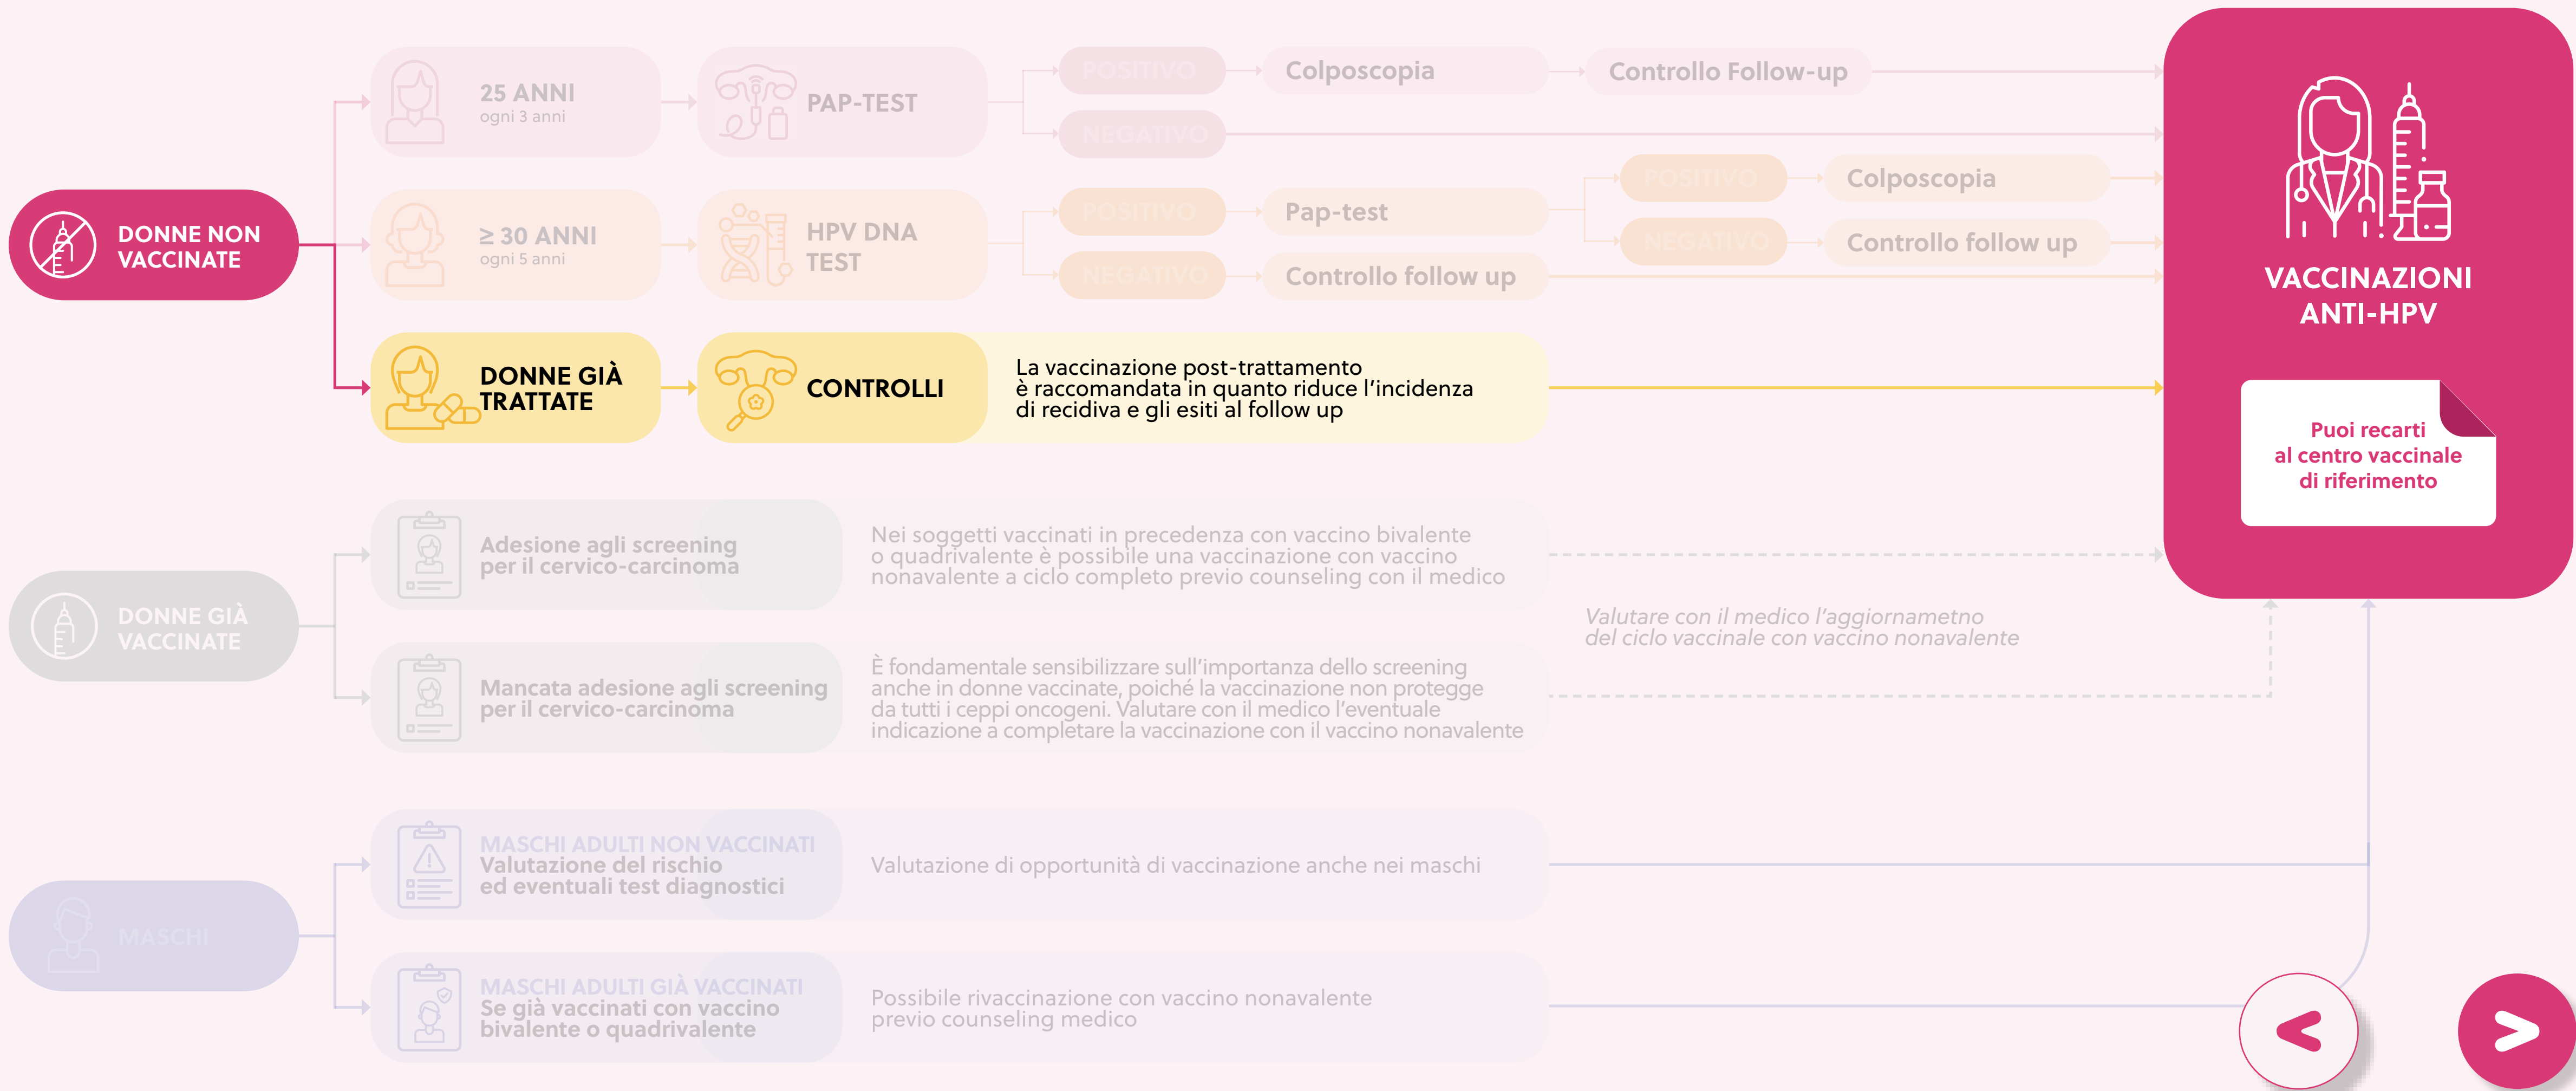 DONNE NON
VACCINATE
25 ANNI
ogni 3 anni
PAP-TEST
POSITIVO
Colposcopia
Controllo Follow-up
NEGATIVO
≥ 30 ANNI
ogni 5 anni
HPV DNA
TEST
POSITIVO
Pap-test
POSITIVO
Colposcopia
NEGATIVO
Controllo follow up
NEGATIVO
Controllo follow up
DONNE GIÀ
TRATTATE
CONTROLLI
La vaccinazione post-trattamento
è raccomandata in quanto riduce l'incidenza
di recidiva e gli esiti al follow up
VACCINAZIONI
ANTI-HPV
Puoi recarti
al centro vaccinale
di riferimento
DONNE GIÀ
VACCINATE
Adesione agli screening
per il cervico-carcinoma
Nei soggetti vaccinati in precedenza con vaccino bivalente
o quadrivalente è possibile una vaccinazione con vaccino
nonavalente a ciclo completo previo counseling con il medico
Valutare con il medico l'aggiornametno
del ciclo vaccinale con vaccino nonavalente
Mancata adesione agli screening
per il cervico-carcinoma
È fondamentale sensibilizzare sull'importanza dello screening
anche in donne vaccinate, poiché la vaccinazione non protegge
da tutti i ceppi oncogeni. Valutare con il medico l'eventuale
indicazione a completare la vaccinazione con il vaccino nonavalente
MASCHI
MASCHI ADULTI NON VACCINATI
Valutazione del rischio
ed eventuali test diagnostici
Valutazione di opportunità di vaccinazione anche nei maschi
MASCHI ADULTI GIÀ VACCINATI
Se già vaccinati con vaccino
bivalente o quadrivalente
Possibile rivaccinazione con vaccino nonavalente
previo counseling medico
< >